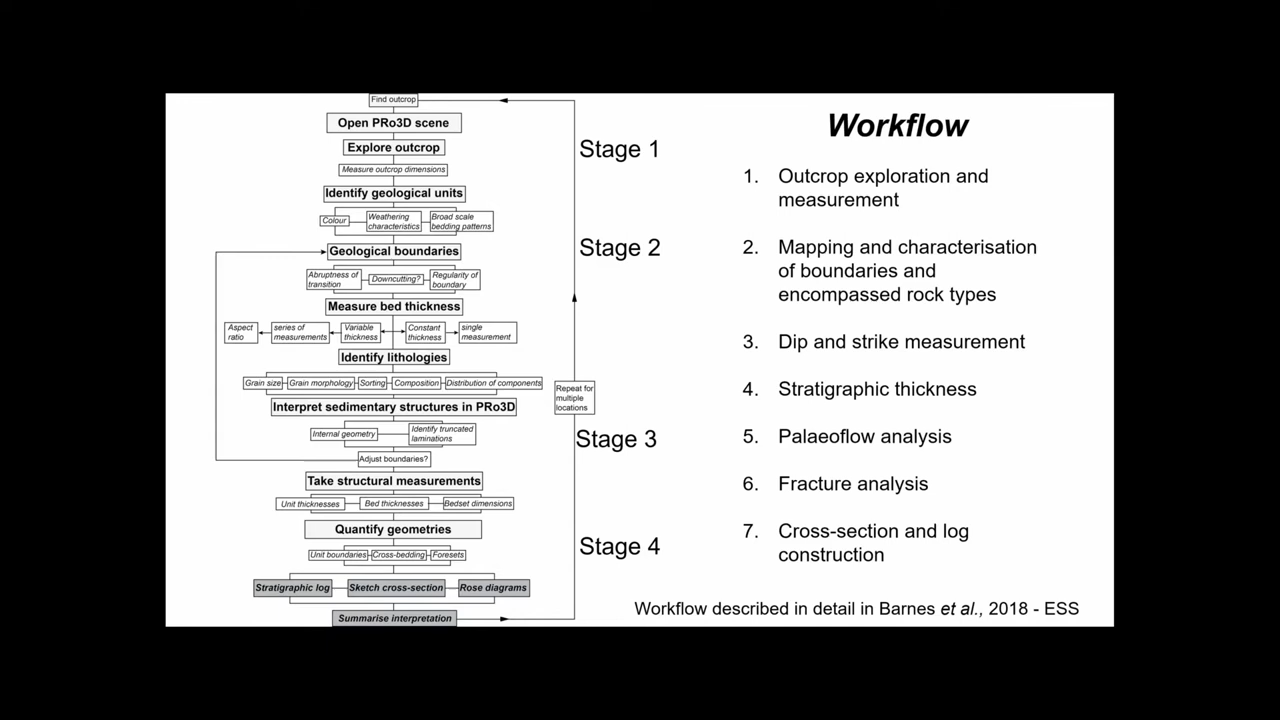 Find outcrop
Open PRo3D scene
Explore outcrop
Measure outcrop dimensions
Identify geological units
Colour
Weathering
characteristics
Broad scale
bedding patterns
Geological boundaries
Abruptness of
transition
Downcutting?
Regularity of
boundary
Measure bed thickness
Aspect
ratio
series of
measurements
Variable
thickness
Constant
thickness
single
measurement
Identify lithologies
Grain size
Grain morphology
Sorting
Composition
Distribution of components
Interpret sedimentary structures in PRo3D
Internal geometry
Identify truncated
laminations
Adjust boundaries?
Take structural measurements
Unit thicknesses
Bed thicknesses
Bedset dimensions
Quantify geometries
Unit boundaries
Cross-bedding
Foresets
Stratigraphic log
Sketch cross-section
Rose diagrams
Summarise interpretation
Repeat for
multiple
locations
Stage 1
Stage 2
Stage 3
Stage 4
Workflow
1. Outcrop exploration and
measurement
2. Mapping and characterisation
of boundaries and
encompassed rock types
3. Dip and strike measurement
4. Stratigraphic thickness
5. Palaeoflow analysis
6. Fracture analysis
7. Cross-section and log
construction
Workflow described in detail in Barnes et al., 2018 - ESS